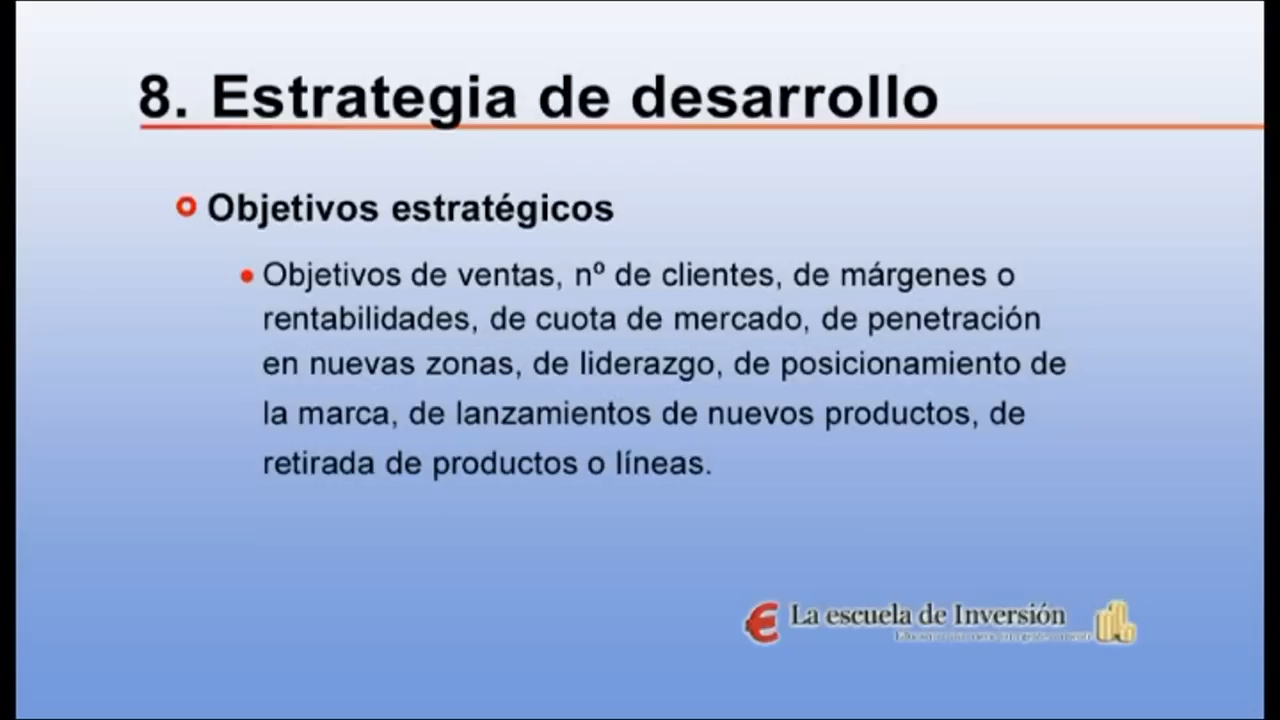 8. Estrategia de desarrollo
Objetivos estratégicos
Objetivos de ventas, nº de clientes, de márgenes o
rentabilidades, de cuota de mercado, de penetración
en nuevas zonas, de liderazgo, de posicionamiento de
la marca, de lanzamientos de nuevos productos, de
retirada de productos o líneas.
La escuela de Inversión